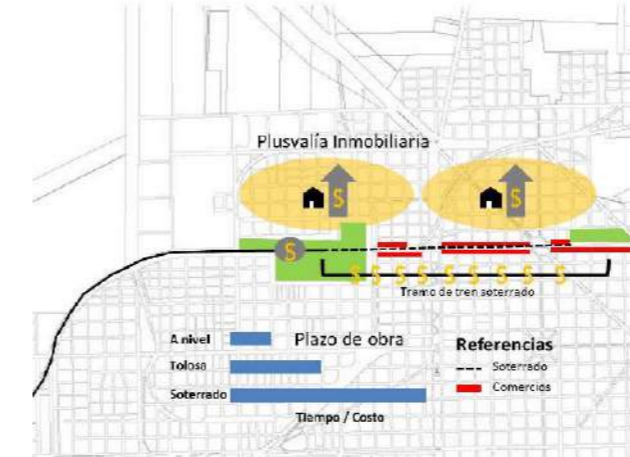 Plusvalía Inmobiliaria
$ $
$
$ $ $ $ $ $ $ $ $
Tramo de tren soterrado
A nivel
Plazo de obra
Tolosa
Soterrado
Tiempo / Costo
Referencias
Soterrado
Comercios